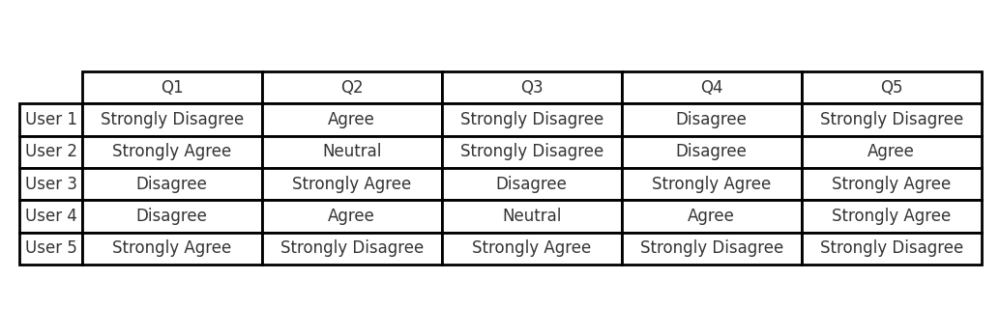 Q1 Q2 Q3 Q4 Q5
User 1 Strongly Disagree Agree Strongly Disagree Disagree Strongly Disagree
User 2 Strongly Agree Neutral Strongly Disagree Disagree Agree
User 3 Disagree Strongly Agree Disagree Strongly Agree Strongly Agree
User 4 Disagree Agree Neutral Agree Strongly Agree
User 5 Strongly Agree Strongly Disagree Strongly Agree Strongly Disagree Strongly Disagree